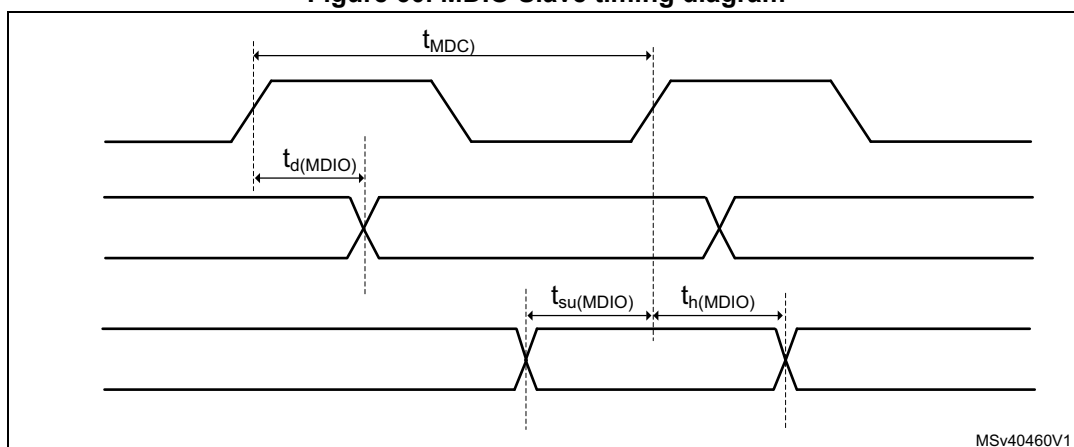 Figure 60. MDIO Slave timing diagram
tMDC)
td(MDIO)
tsu(MDIO)
th(MDIO)
MSv40460V1